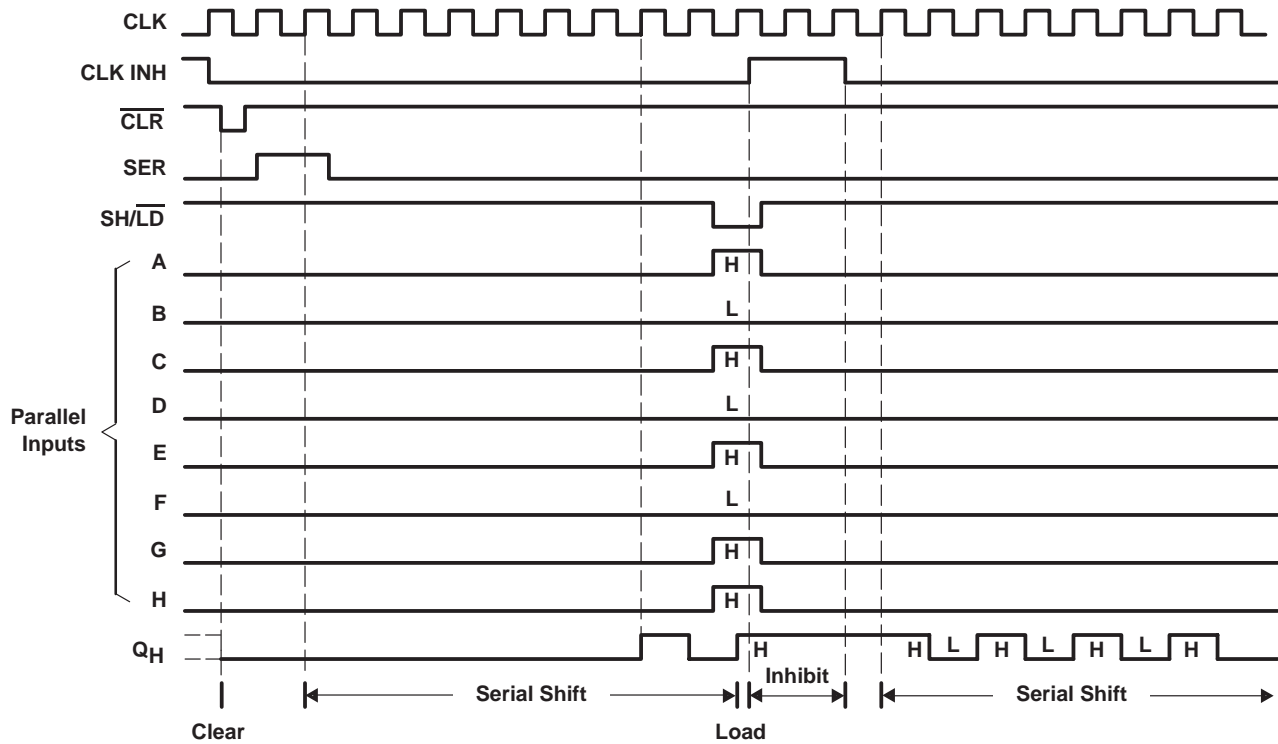 CLK
CLK INH
CLR
SER
SH/LD
A
H
B
L
C
H
D
L
Parallel
Inputs
E
H
F
L
G
H
H
H
QH
H
H
L
H
L
H
L
H
Inhibit
Serial Shift
Serial Shift
Clear
Load